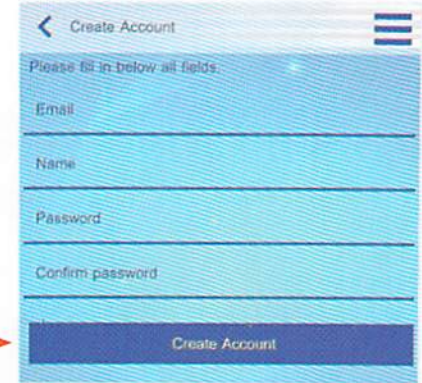 Create Account
Please fill in below all fields.
Email
Name
Password
Confirm password
Create Account